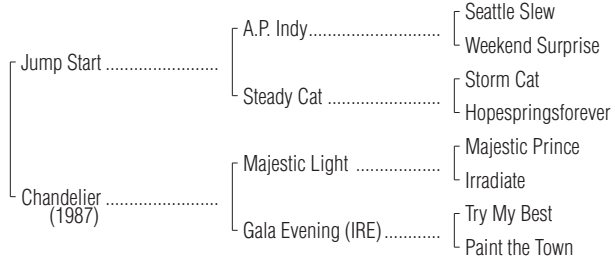 Seattle Slew
A.P. Indy..........................
Weekend Surprise
Jump Start ......................
Storm Cat
Steady Cat ......................
Hopespringsforever
Majestic Prince
Majestic Light .................
Irradiate
Chandelier ......................
(1987)
Try My Best
Gala Evening (IRE)...........
Paint the Town